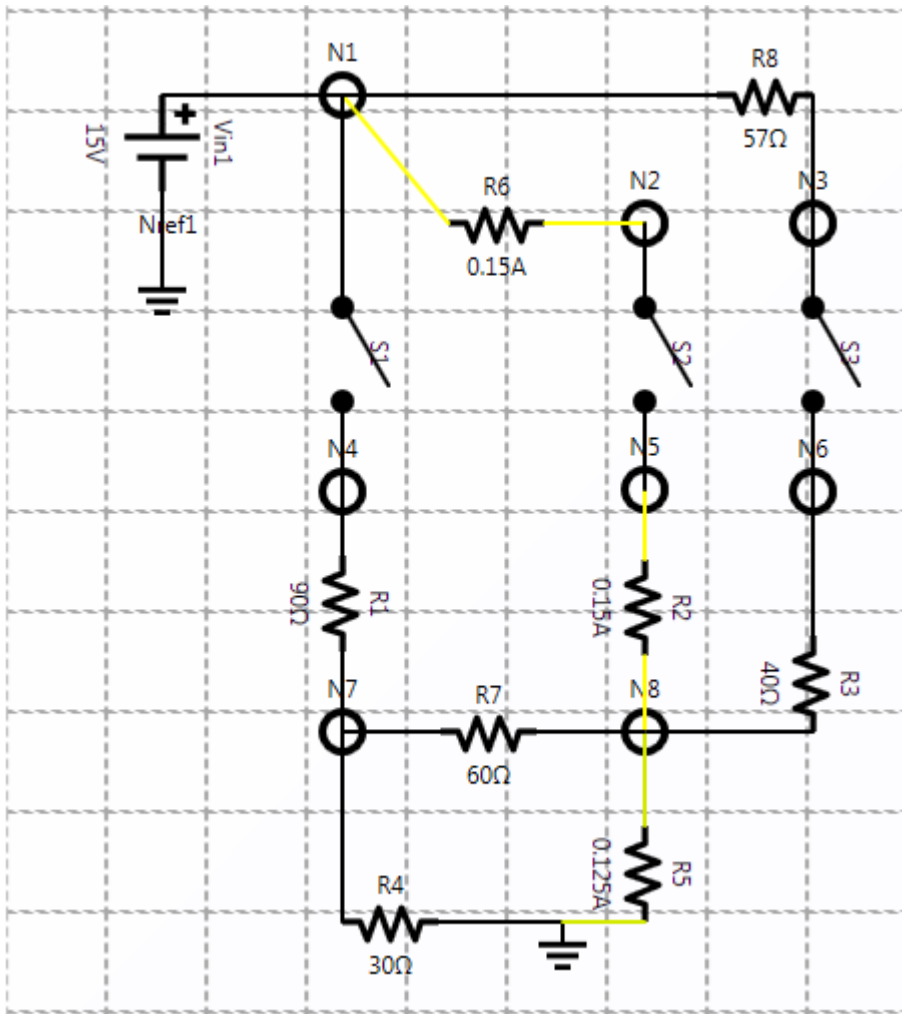 N1
R8
+
15V
Vin1
57Ω
R6
N2
N3
Nref1
0.15A
S1
S2
S3
N4
N5
N6
90Ω
R1
0.15A
R2
40Ω
R3
N7
R7
N8
60Ω
R4
0.125A
R5
30Ω